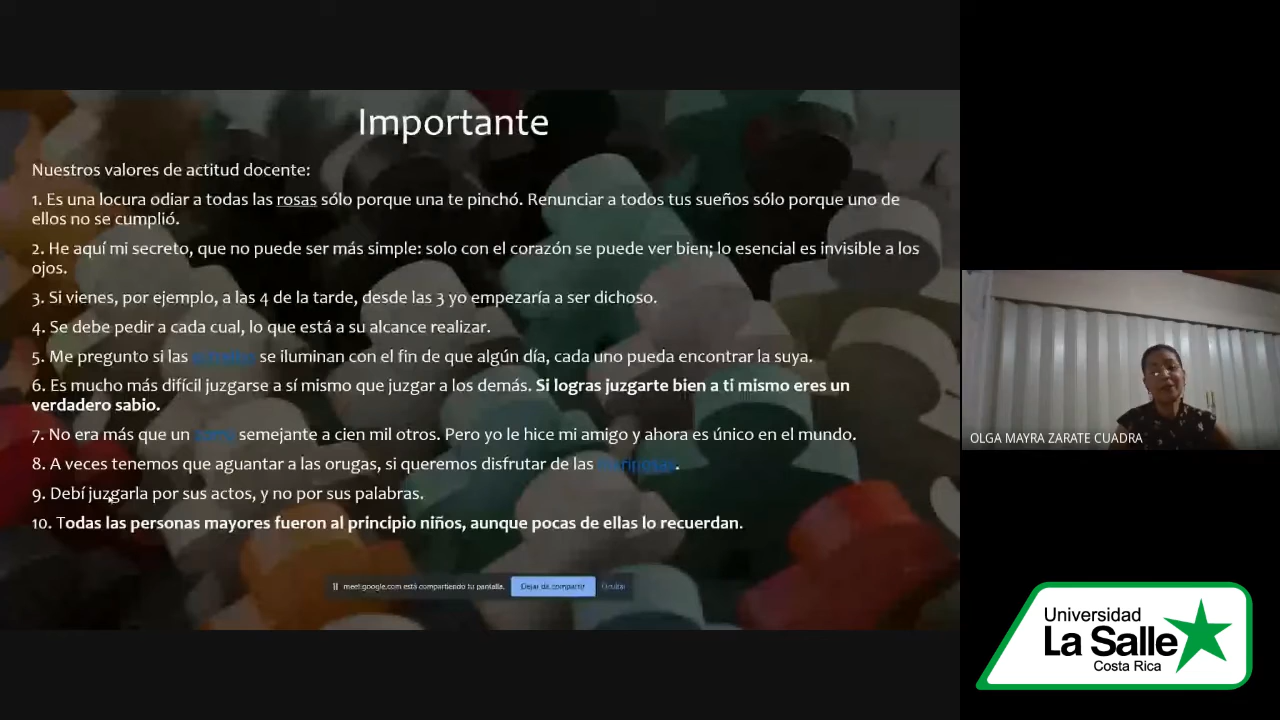 Importante
Nuestros valores de actitud docente:
1. Es una locura odiar a todas las rosas sólo porque una te pinchó. Renunciar a todos tus sueños sólo porque uno de
ellos no se cumplió.
2. He aquí mi secreto, que no puede ser más simple: solo con el corazón se puede ver bien; lo esencial es invisible a los
ojos.
3. Si vienes, por ejemplo, a las 4 de la tarde, desde las 3 yo empezaría a ser dichoso.
4. Se debe pedir a cada cual, lo que está a su alcance realizar.
5. Me pregunto si las se iluminan con el fin de que algún día, cada uno pueda encontrar la suya.
6. Es mucho más difícil juzgarse a sí mismo que juzgar a los demás. Si logras juzgarte bien a ti mismo eres un
verdadero sabio.
7. No era más que un semejante a cien mil otros. Pero yo le hice mi amigo y ahora es único en el mundo.
8. A veces tenemos que aguantar a las orugas, si queremos disfrutar de las mariposas.
9. Debí juzgarla por sus actos, y no por sus palabras.
10. Todas las personas mayores fueron al principio niños, aunque pocas de ellas lo recuerdan.
meet.google.com está compartiendo tu pantalla. Dejar de compartir Ocultar
OLGA MAYRA ZARATE CUADRA
Universidad
La Salle
Costa Rica